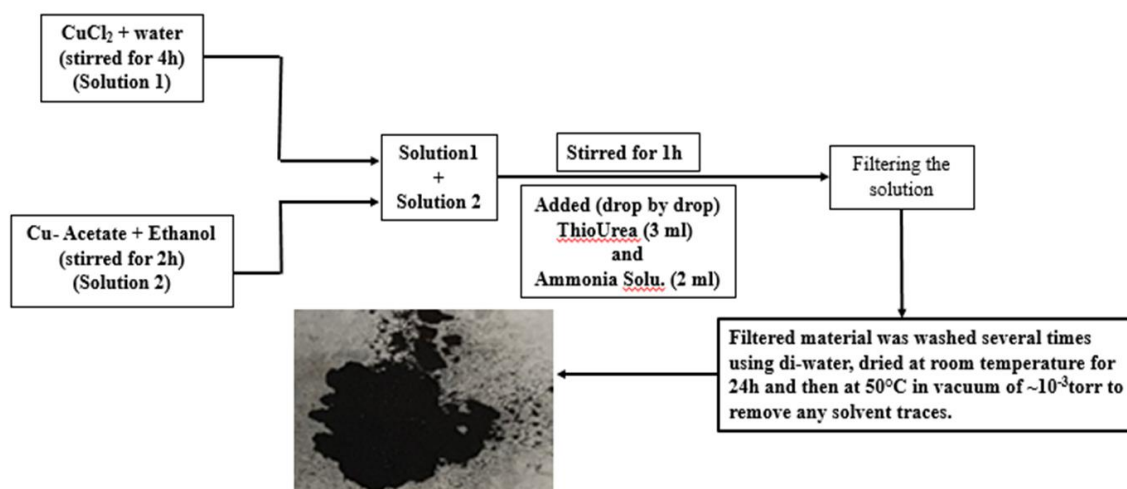 CuCl₂ + water
(stirred for 4h)
(Solution 1)
Cu- Acetate + Ethanol
(stirred for 2h)
(Solution 2)
Solution1
+
Solution 2
Stirred for 1h
Added (drop by drop)
ThioUrea (3 ml)
and
Ammonia Solu. (2 ml)
Filtering the
solution
Filtered material was washed several times
using di-water, dried at room temperature for
24h and then at 50°C in vacuum of ~10⁻³torr to
remove any solvent traces.